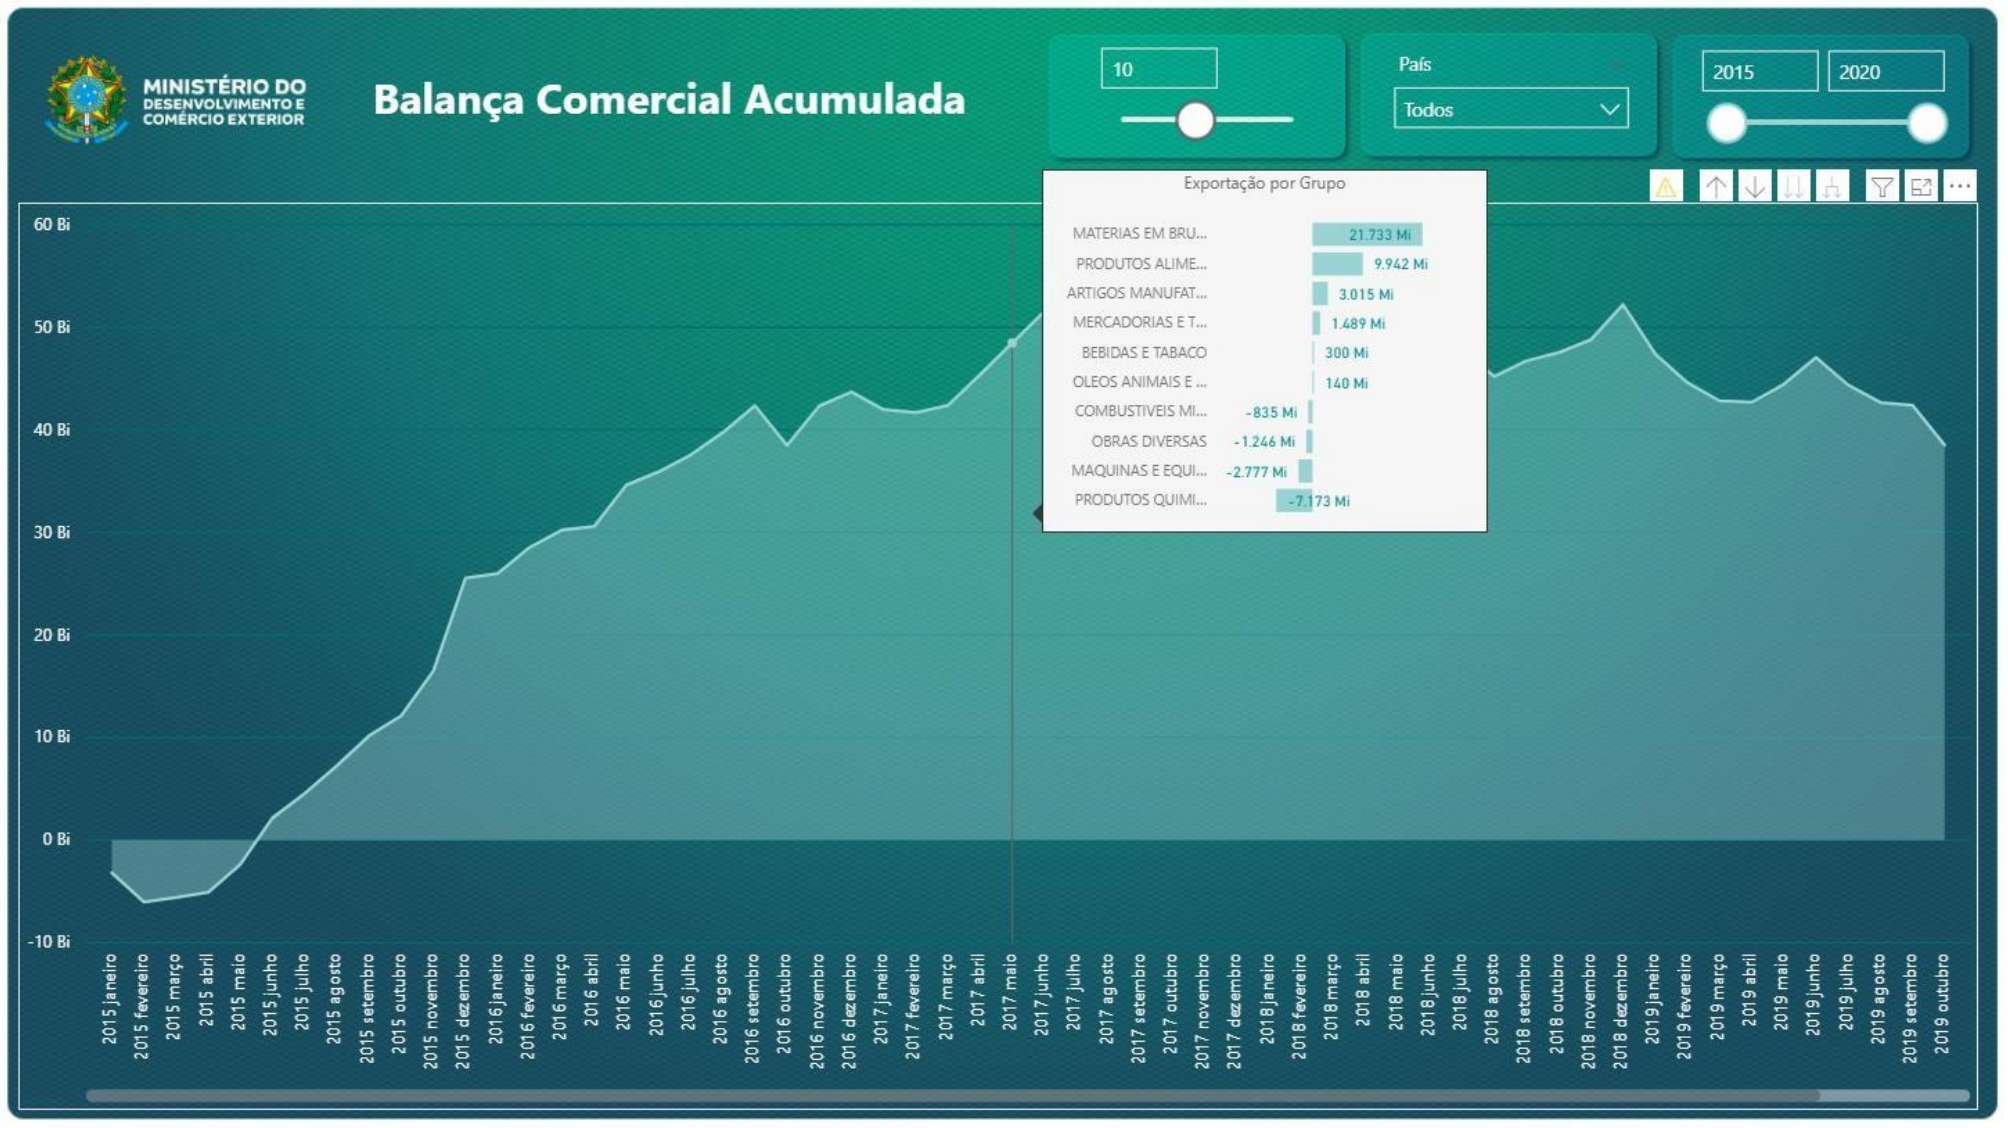 MINISTÉRIO DO
DESENVOLVIMENTO E
COMÉRCIO EXTERIOR
Balança Comercial Acumulada
10
País
Todos
2015
2020
Exportação por Grupo
MATERIAS EM BRU... 21.733 Mi
PRODUTOS ALIME... 9.942 Mi
ARTIGOS MANUFAT... 3.015 Mi
MERCADORIAS E T... 1.489 Mi
BEBIDAS E TABACO 300 Mi
OLEOS ANIMAIS E ... 140 Mi
COMBUSTIVEIS MI... -835 Mi
OBRAS DIVERSAS -1.246 Mi
MAQUINAS E EQUI... -2.777 Mi
PRODUTOS QUIMI... -7.173 Mi
60 Bi
50 Bi
40 Bi
30 Bi
20 Bi
10 Bi
0 Bi
-10 Bi
2015 janeiro
2015 fevereiro
2015 março
2015 abril
2015 maio
2015 junho
2015 julho
2015 agosto
2015 setembro
2015 outubro
2015 novembro
2015 dezembro
2016 janeiro
2016 fevereiro
2016 março
2016 abril
2016 maio
2016 junho
2016 julho
2016 agosto
2016 setembro
2016 outubro
2016 novembro
2016 dezembro
2017 janeiro
2017 fevereiro
2017 março
2017 abril
2017 maio
2017 junho
2017 julho
2017 agosto
2017 setembro
2017 outubro
2017 novembro
2017 dezembro
2018 janeiro
2018 fevereiro
2018 março
2018 abril
2018 maio
2018 junho
2018 julho
2018 agosto
2018 setembro
2018 outubro
2018 novembro
2018 dezembro
2019 janeiro
2019 fevereiro
2019 março
2019 abril
2019 maio
2019 junho
2019 julho
2019 agosto
2019 setembro
2019 outubro